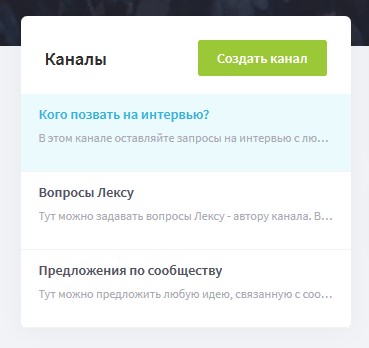 Каналы
Создать канал
Кого позвать на интервью?
В этом канале оставляйте запросы на интервью с лю...
Вопросы Лексу
Тут можно задавать вопросы Лексу - автору канала. В...
Предложения по сообществу
Тут можно предложить любую идею, связанную с соо...